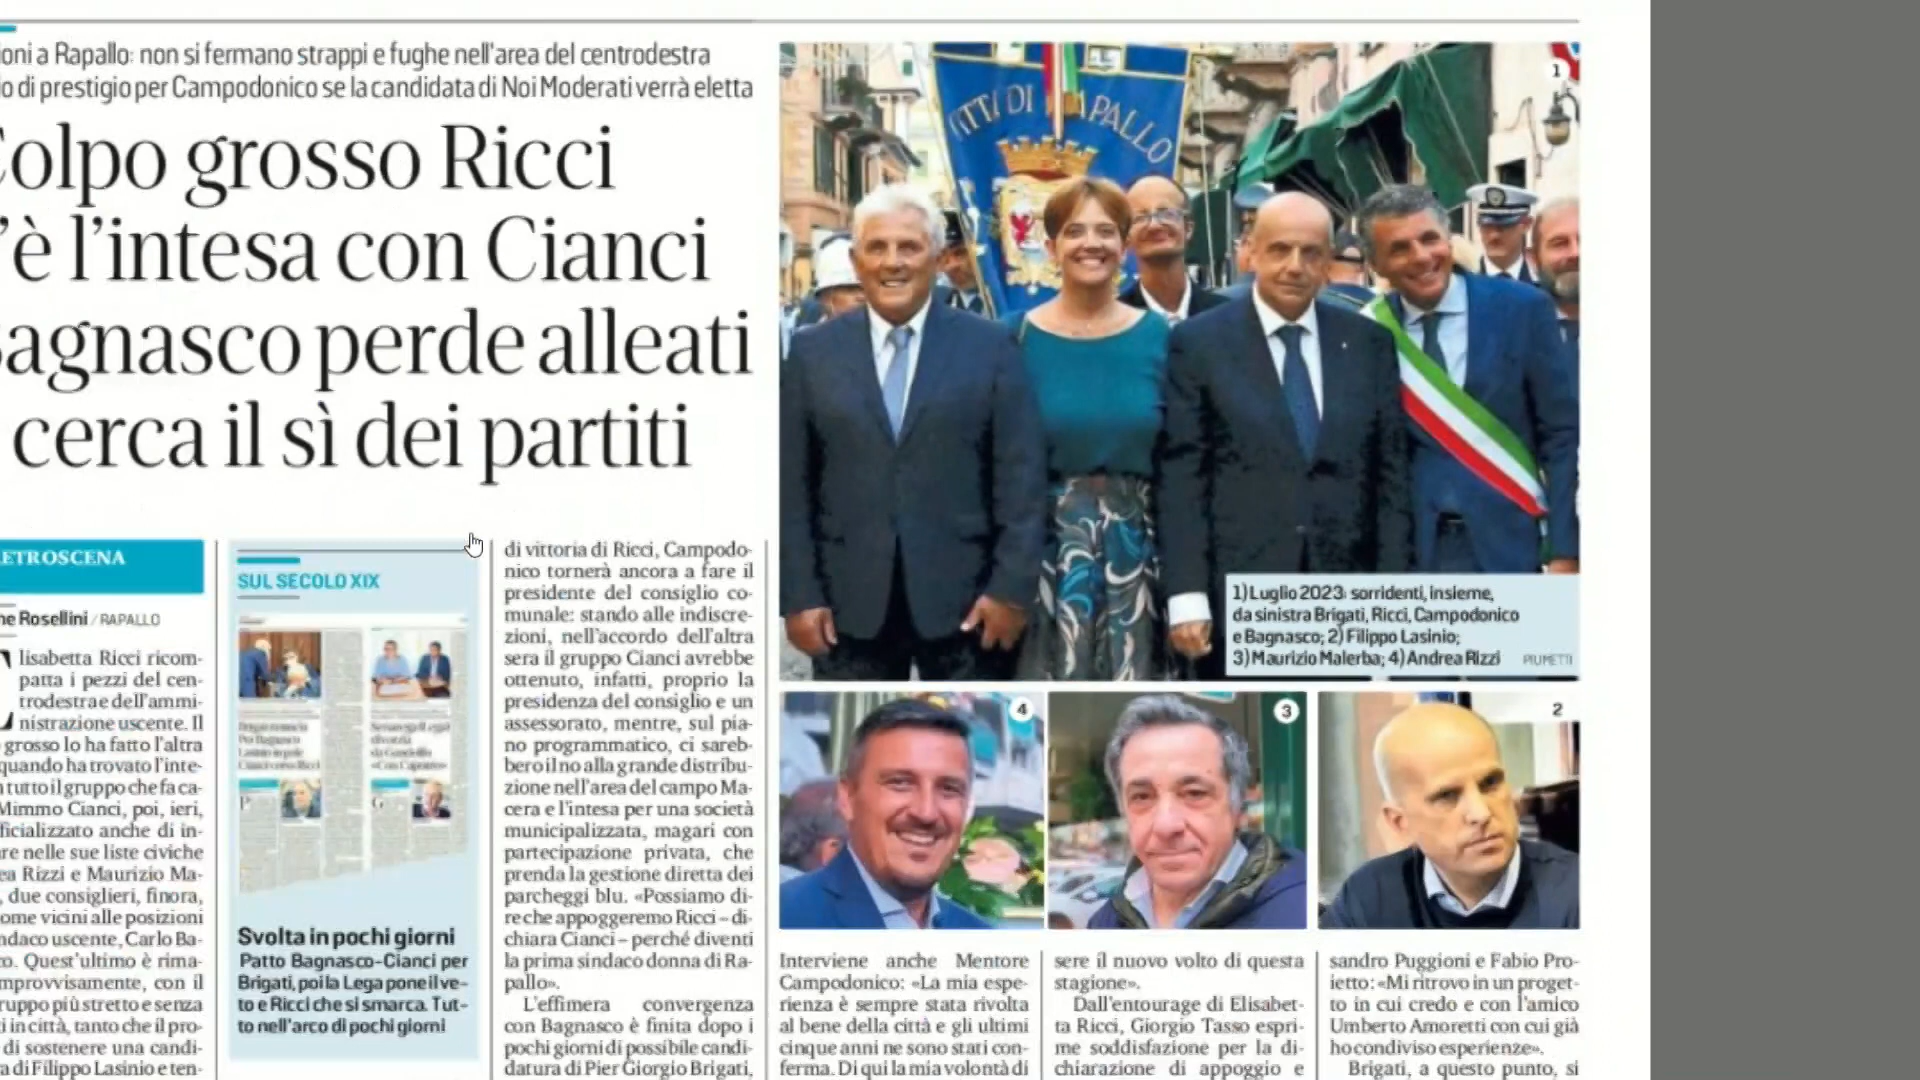 ioni a Rapallo: non si fermano strappi e fughe nell'area del centrodestra
io di prestigio per Campodonico se la candidata di Noi Moderati verrà eletta
Colpo grosso Ricci
'è l'intesa con Cianci
Bagnasco perde alleati
cerca il sì dei partiti
ETROSCENA
ne Rosellini / RAPALLO
Elisabetta Ricci ricom-
patta i pezzi del cen-
trodestra e dell'ammi-
nistrazione uscente. Il
grosso lo ha fatto l'altra
quando ha trovato l'inte-
tutto il gruppo che fa ca-
Mimmo Cianci, poi, ieri,
ficializzato anche di in-
re nelle sue liste civiche
ea Rizzi e Maurizio Ma-
, due consiglieri, finora,
ome vicini alle posizioni
ndaco uscente, Carlo Ba-
co. Quest'ultimo è rima-
mprovvisamente, con il
ruppo più stretto e senza
i in città, tanto che il pro-
di sostenere una candi-
a di Filippo Lasinio e ten-
SUL SECOLO XIX
Svolta in pochi giorni
Patto Bagnasco-Cianci per
Brigati, poi la Lega pone il ve-
to e Ricci che si smarca. Tut-
to nell'arco di pochi giorni
di vittoria di Ricci, Campodo-
nico tornerà ancora a fare il
presidente del consiglio co-
munale: stando alle indiscre-
zioni, nell'accordo dell'altra
sera il gruppo Cianci avrebbe
ottenuto, infatti, proprio la
presidenza del consiglio e un
assessorato, mentre, sul pia-
no programmatico, ci sareb-
bero il no alla grande distribu-
zione nell'area del campo Ma-
cera e l'intesa per una società
municipalizzata, magari con
partecipazione privata, che
prenda la gestione diretta dei
parcheggi blu. «Possiamo di-
re che appoggeremo Ricci – di-
chiara Cianci – perché diventi
la prima sindaco donna di Ra-
pallo».
L'effimera convergenza
con Bagnasco è finita dopo i
pochi giorni di possibile candi-
datura di Pier Giorgio Brigati,
CITTÀ DI RAPALLO
1
1) Luglio 2023: sorridenti, insieme,
da sinistra Brigati, Ricci, Campodonico
e Bagnasco; 2) Filippo Lasinio;
3) Maurizio Malerba; 4) Andrea Rizzi PIUMETTI
4
3
2
Interviene anche Mentore
Campodonico: «La mia espe-
rienza è sempre stata rivolta
al bene della città e gli ultimi
cinque anni ne sono stati con-
ferma. Di qui la mia volontà di
sere il nuovo volto di questa
stagione».
Dall'entourage di Elisabet-
ta Ricci, Giorgio Tasso espri-
me soddisfazione per la di-
chiarazione di appoggio e
sandro Puggioni e Fabio Pro-
ietto: «Mi ritrovo in un proget-
to in cui credo e con l'amico
Umberto Amoretti con cui già
ho condiviso esperienze».
Brigati, a questo punto, si